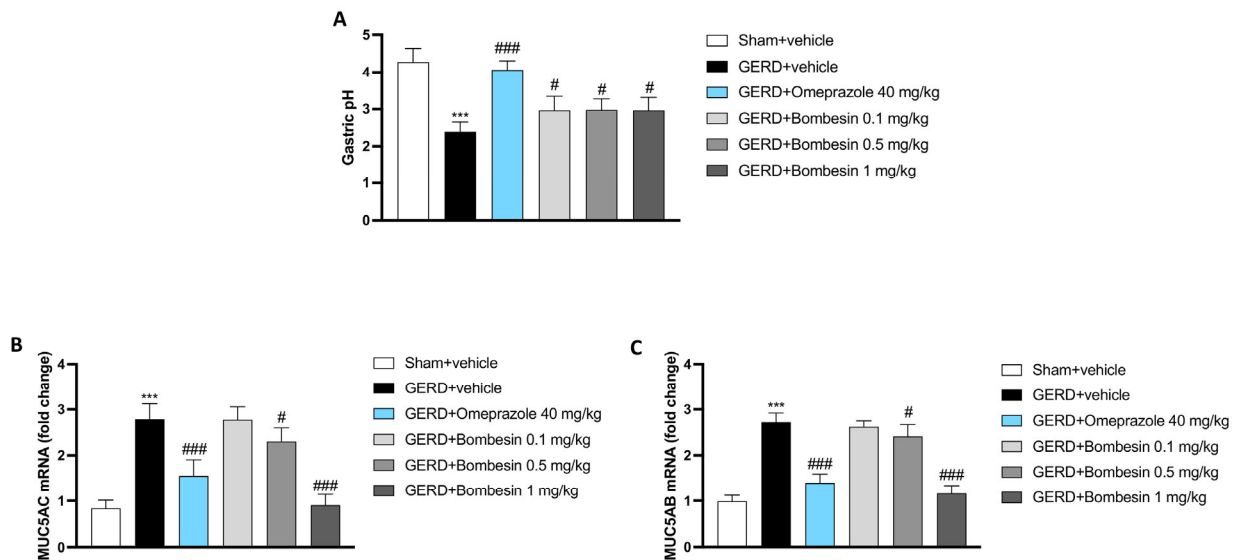 A
Gastric pH
5
4
3
2
1
0
***
###
#
#
#
Sham+vehicle
GERD+vehicle
GERD+Omeprazole 40 mg/kg
GERD+Bombesin 0.1 mg/kg
GERD+Bombesin 0.5 mg/kg
GERD+Bombesin 1 mg/kg
B
MUC5AC mRNA (fold change)
4
3
2
1
0
***
###
#
###
Sham+vehicle
GERD+vehicle
GERD+Omeprazole 40 mg/kg
GERD+Bombesin 0.1 mg/kg
GERD+Bombesin 0.5 mg/kg
GERD+Bombesin 1 mg/kg
C
MUC5AB mRNA (fold change)
4
3
2
1
0
***
###
#
###
Sham+vehicle
GERD+vehicle
GERD+Omeprazole 40 mg/kg
GERD+Bombesin 0.1 mg/kg
GERD+Bombesin 0.5 mg/kg
GERD+Bombesin 1 mg/kg